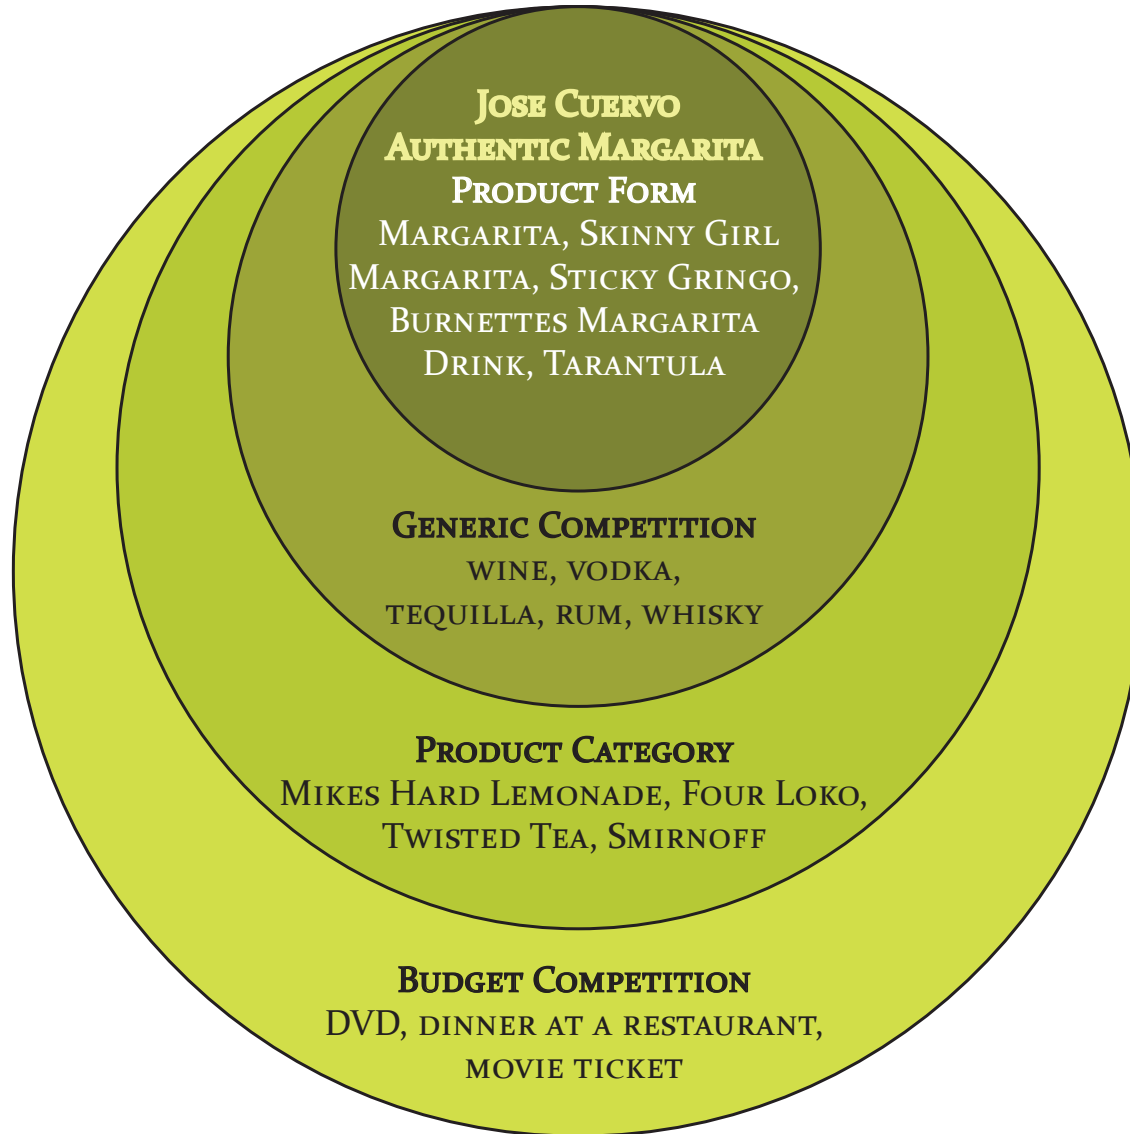 Jose Cuervo
Authentic Margarita
Product Form
Margarita, Skinny Girl
Margarita, Sticky Gringo,
Burnettes Margarita
Drink, Tarantula
Generic Competition
wine, vodka,
tequilla, rum, whisky
Product Category
Mikes Hard Lemonade, Four Loko,
Twisted Tea, Smirnoff
Budget Competition
DVD, dinner at a restaurant,
movie ticket